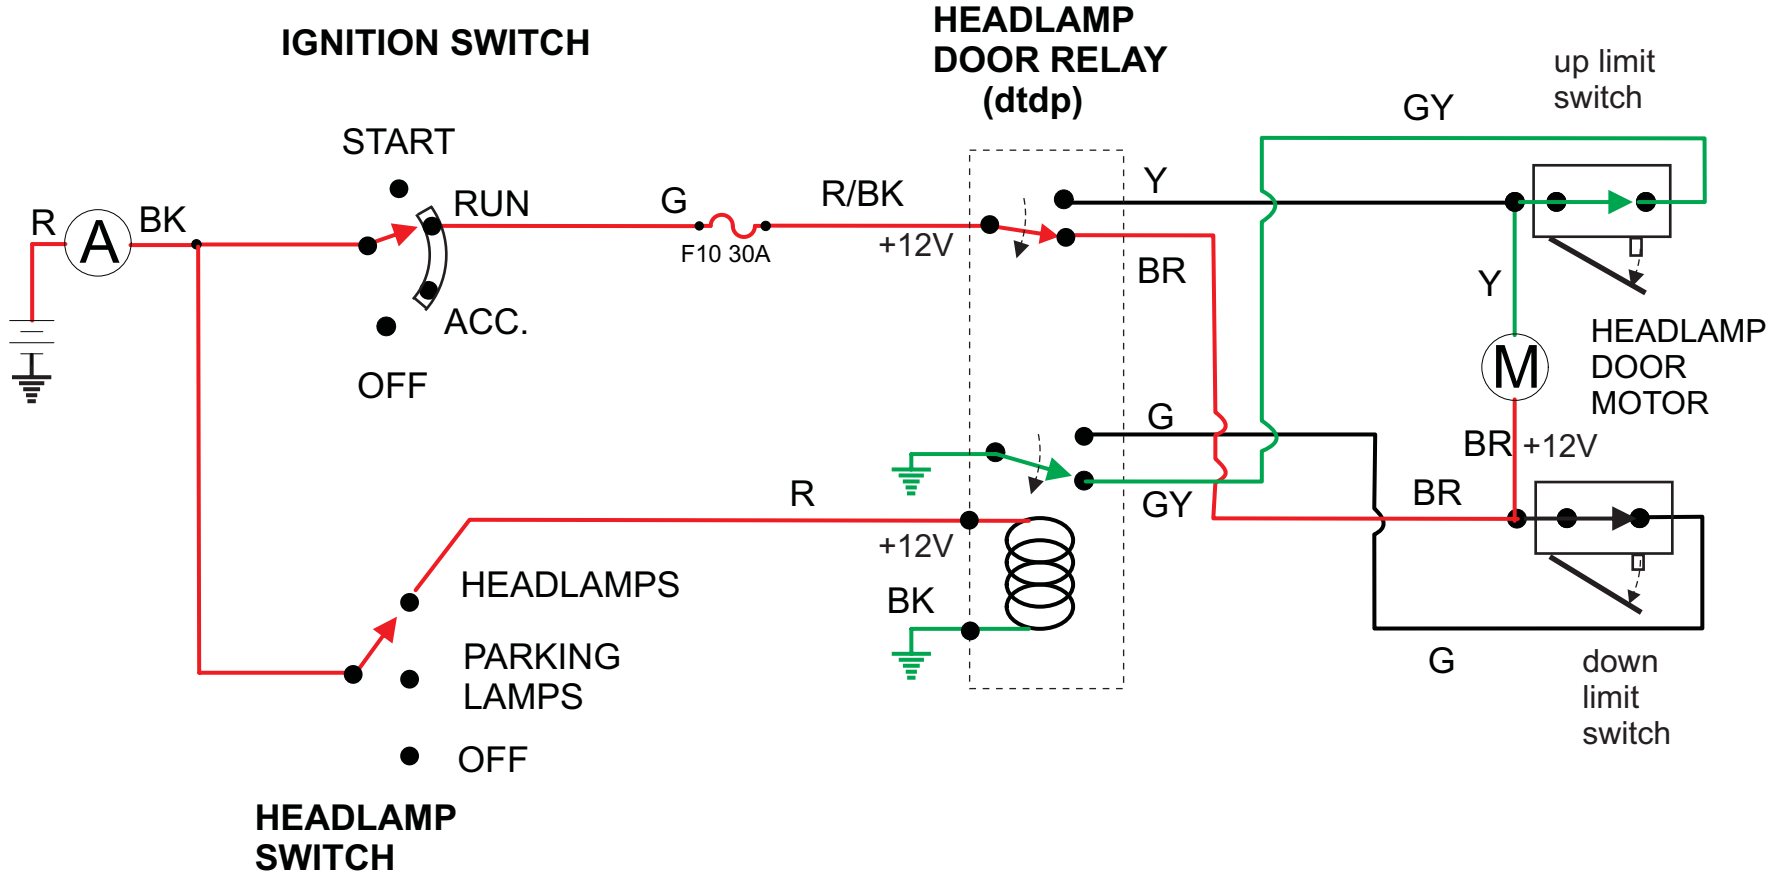 IGNITION SWITCH
HEADLAMP
DOOR RELAY
(dtdp)
up limit
switch
GY
START
R
A
BK
RUN
G
F10 30A
R/BK
+12V
Y
BR
Y
ACC.
OFF
HEADLAMP
DOOR
MOTOR
M
G
BR
+12V
GY
BR
R
+12V
BK
HEADLAMPS
PARKING
LAMPS
OFF
G
down
limit
switch
HEADLAMP
SWITCH